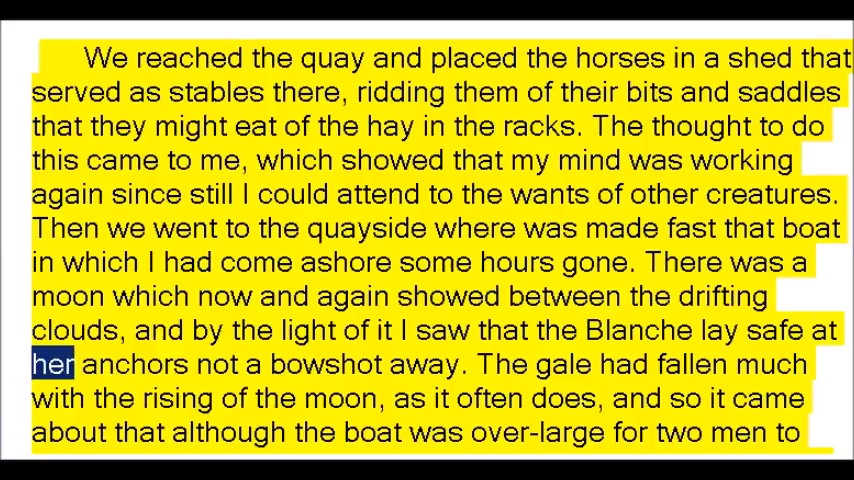 We reached the quay and placed the horses in a shed that
served as stables there, ridding them of their bits and saddles
that they might eat of the hay in the racks. The thought to do
this came to me, which showed that my mind was working
again since still I could attend to the wants of other creatures.
Then we went to the quayside where was made fast that boat
in which I had come ashore some hours gone. There was a
moon which now and again showed between the drifting
clouds, and by the light of it I saw that the Blanche lay safe at
her anchors not a bowshot away. The gale had fallen much
with the rising of the moon, as it often does, and so it came
about that although the boat was over-large for two men to